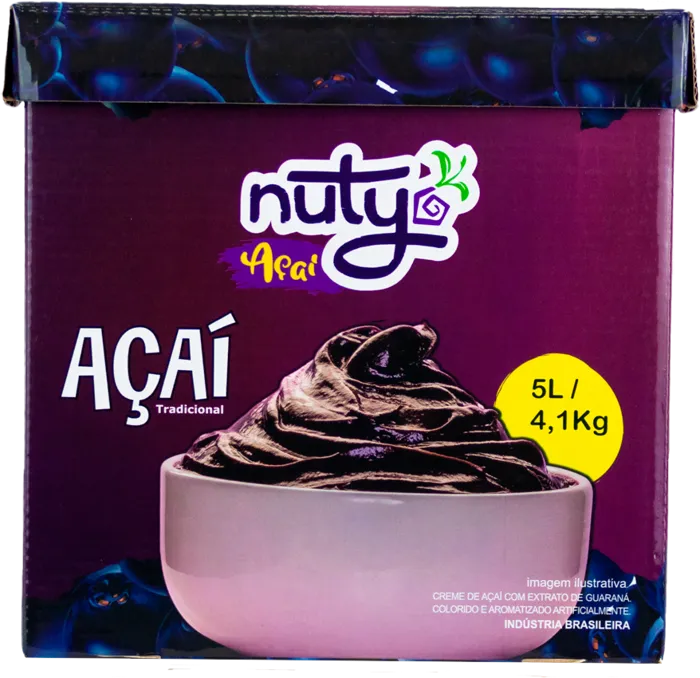 nuty
Açaí
AÇAÍ
Tradicional
5L /
4,1Kg
imagem ilustrativa
CREME DE AÇAÍ COM EXTRATO DE GUARANÁ
COLORIDO E AROMATIZADO ARTIFICIALMENTE.
INDÚSTRIA BRASILEIRA